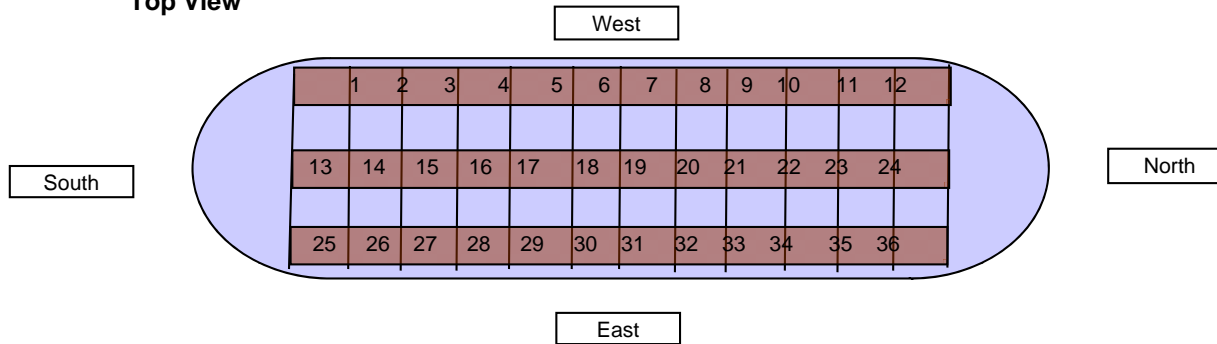 Top View
West
1 2 3 4 5 6 7 8 9 10 11 12
13 14 15 16 17 18 19 20 21 22 23 24
South
North
25 26 27 28 29 30 31 32 33 34 35 36
East